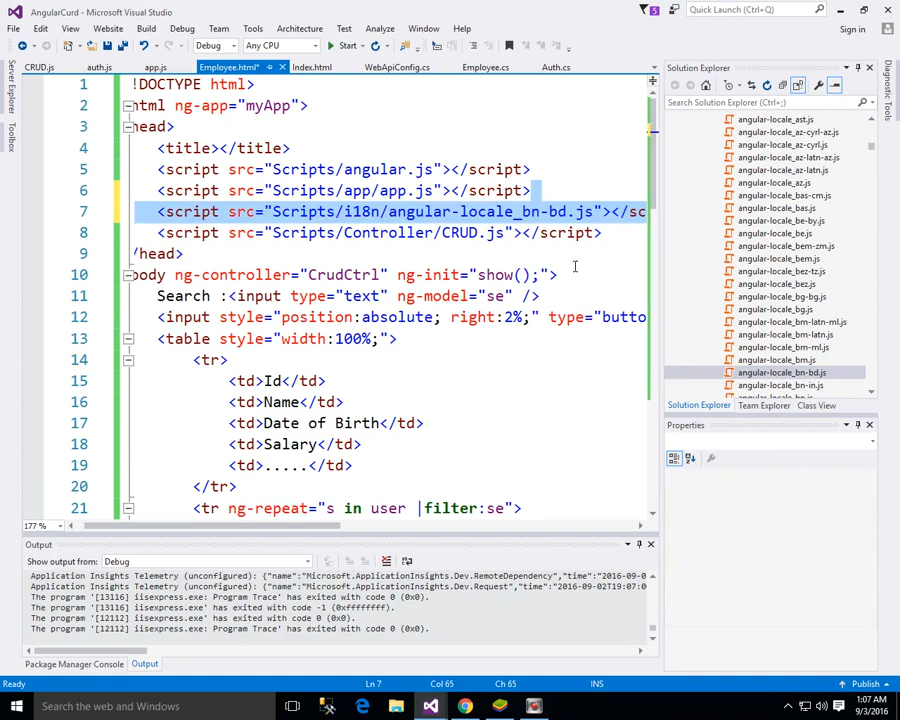 AngularCurd - Microsoft Visual Studio
5
Quick Launch (Ctrl+Q)
File Edit View Website Build Debug Team Tools Architecture Test Analyze Window Help
Sign in
Debug Any CPU Start
CRUD.js auth.js app.js Employee.html* Index.html WebApiConfig.cs Employee.cs Auth.cs
Server Explorer
Toolbox
Diagnostic Tools
1 !DOCTYPE html>
2 html ng-app="myApp">
3 head>
4 <title></title>
5 <script src="Scripts/angular.js"></script>
6 <script src="Scripts/app/app.js"></script>
7 <script src="Scripts/i18n/angular-locale_bn-bd.js"></sc
8 <script src="Scripts/Controller/CRUD.js"></script>
9 /head>
10 body ng-controller="CrudCtrl" ng-init="show();">
11 Search :<input type="text" ng-model="se" />
12 <input style="position:absolute; right:2%;" type="butto
13 <table style="width:100%;">
14 <tr>
15 <td>Id</td>
16 <td>Name</td>
17 <td>Date of Birth</td>
18 <td>Salary</td>
19 <td>.....</td>
20 </tr>
21 <tr ng-repeat="s in user |filter:se">
177 %
Solution Explorer
Search Solution Explorer (Ctrl+;)
angular-locale_ast.js
angular-locale_az-cyrl-az.js
angular-locale_az-cyrl.js
angular-locale_az-latn-az.js
angular-locale_az-latn.js
angular-locale_az.js
angular-locale_bas-cm.js
angular-locale_bas.js
angular-locale_be-by.js
angular-locale_be.js
angular-locale_bem-zm.js
angular-locale_bem.js
angular-locale_bez-tz.js
angular-locale_bez.js
angular-locale_bg-bg.js
angular-locale_bg.js
angular-locale_bm-latn-ml.js
angular-locale_bm-latn.js
angular-locale_bm-ml.js
angular-locale_bm.js
angular-locale_bn-bd.js
angular-locale_bn-in.js
Solution Explorer Team Explorer Class View
Properties
Output
Show output from: Debug
Application Insights Telemetry (unconfigured): {"name":"Microsoft.ApplicationInsights.Dev.RemoteDependency","time":"2016-09-0
Application Insights Telemetry (unconfigured): {"name":"Microsoft.ApplicationInsights.Dev.Request","time":"2016-09-02T19:07:0
The program '[13116] iisexpress.exe: Program Trace' has exited with code 0 (0x0).
The program '[13116] iisexpress.exe' has exited with code -1 (0xffffffff).
The program '[12112] iisexpress.exe' has exited with code 0 (0x0).
The program '[12112] iisexpress.exe: Program Trace' has exited with code 0 (0x0).
Package Manager Console Output
Ready Ln 7 Col 65 Ch 65 INS Publish
Search the web and Windows
1:07 AM
9/3/2016